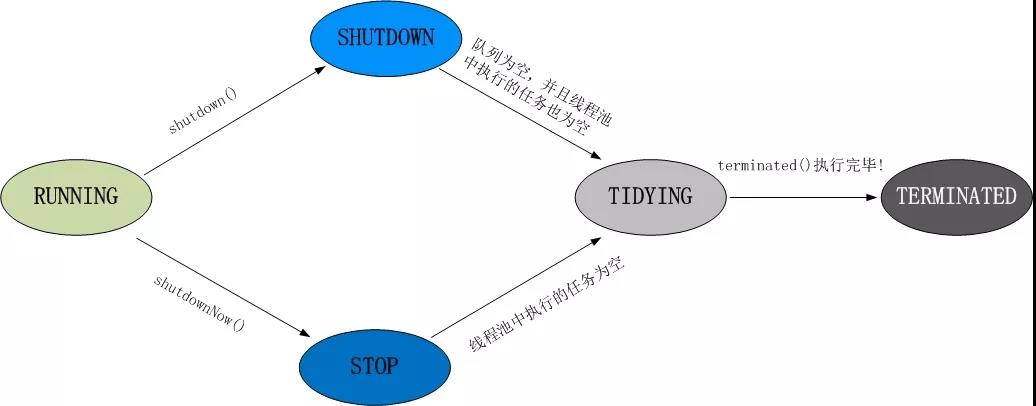 SHUTDOWN
队列为空，并且线程池
中执行的任务也为空
shutdown()
RUNNING
TIDYING
terminated()执行完毕!
TERMINATED
shutdownNow()
线程池中执行的任务为空
STOP